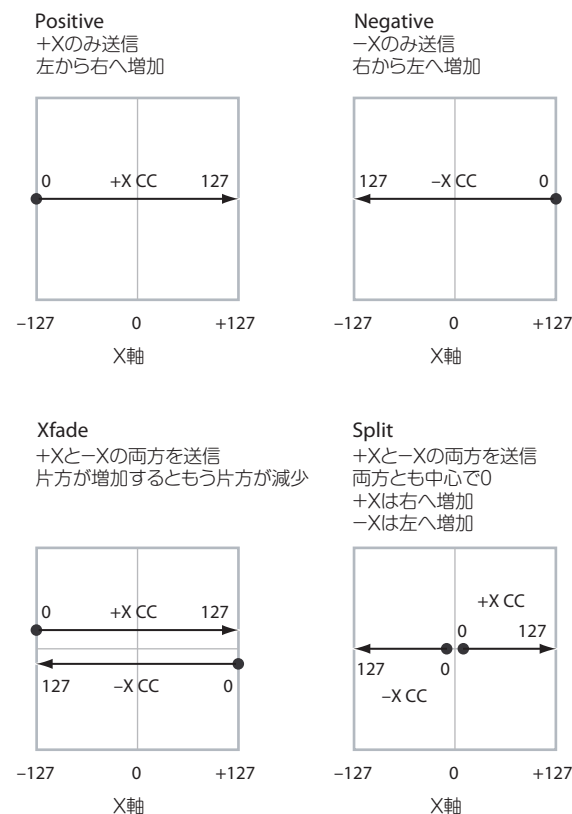 Positive
+Xのみ送信
左から右へ増加
0 +X CC 127
–127 0 +127
X軸
Negative
–Xのみ送信
右から左へ増加
127 –X CC 0
–127 0 +127
X軸
Xfade
+Xと–Xの両方を送信
片方が増加するともう片方が減少
0 +X CC 127
127 –X CC 0
–127 0 +127
X軸
Split
+Xと–Xの両方を送信
両方とも中心で0
+Xは右へ増加
–Xは左へ増加
+X CC
0 127
127 0
–X CC
–127 0 +127
X軸